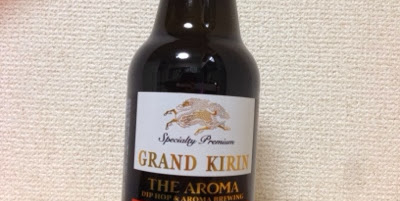 Specialty Premium
GRAND KIRIN
THE AROMA
DIP HOP & AROMA BREWING